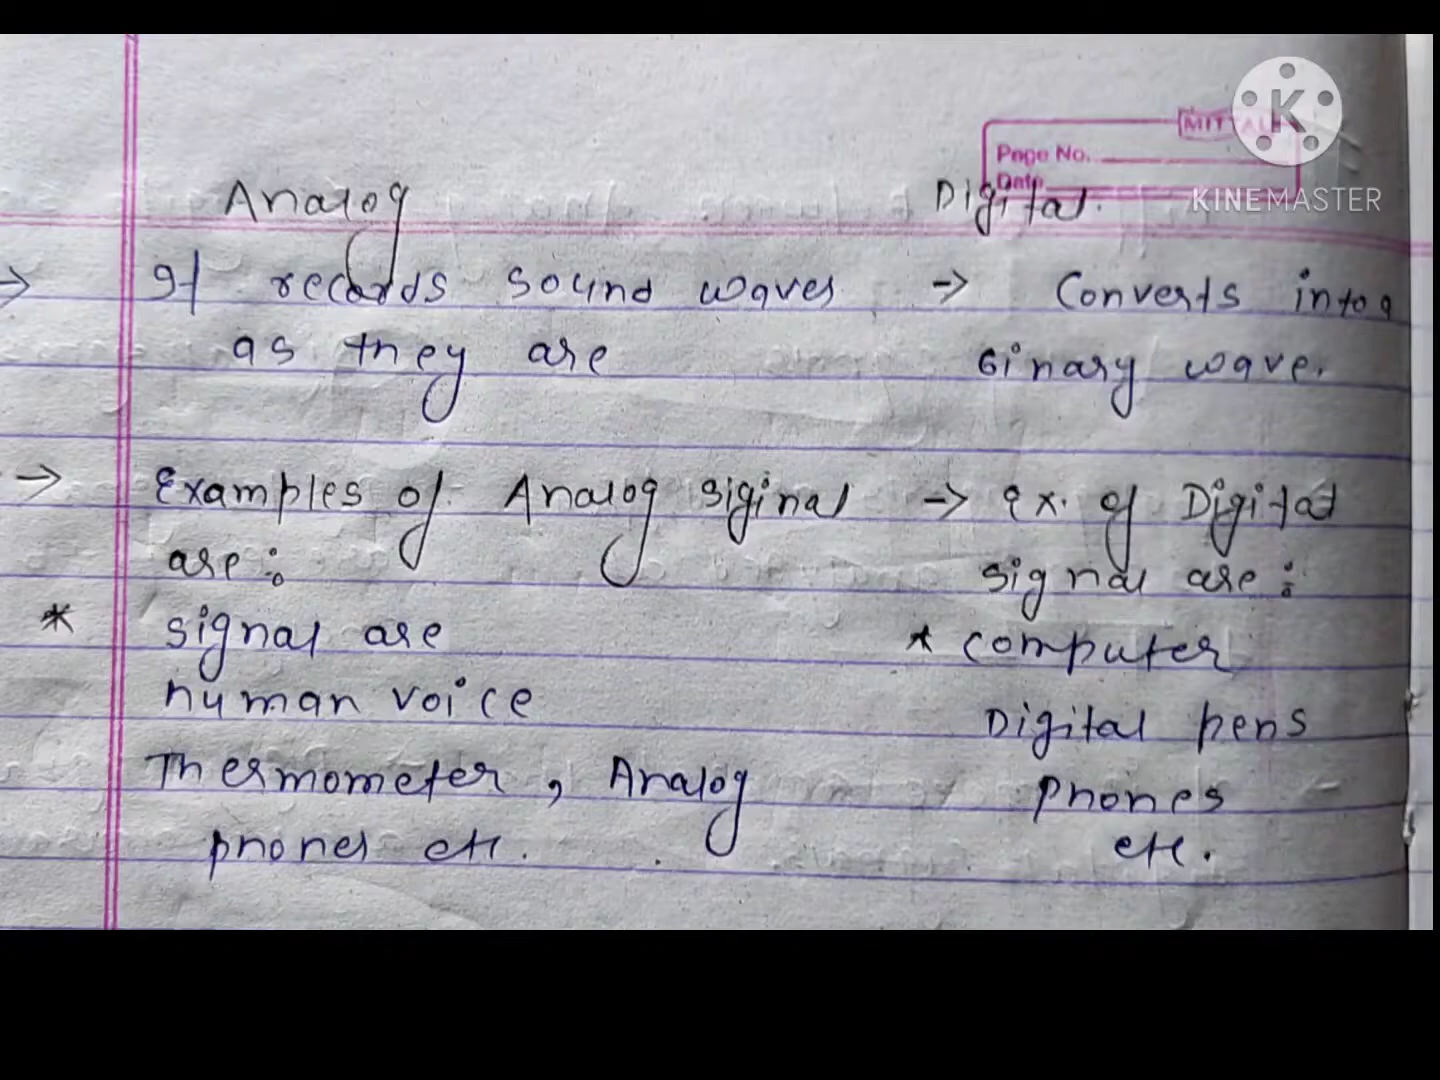 MITTAL
Page No.
Date
K
KINEMASTER
Analog
Digital.
→ It records sound waves
as they are
→ Converts into a
binary wave.
→ Examples of Analog siginal
are:
* signal are
human voice
Thermometer, Analog
phones etc.
→ Ex. of Digital
signal are:
* computer
Digital pens
phones
etc.